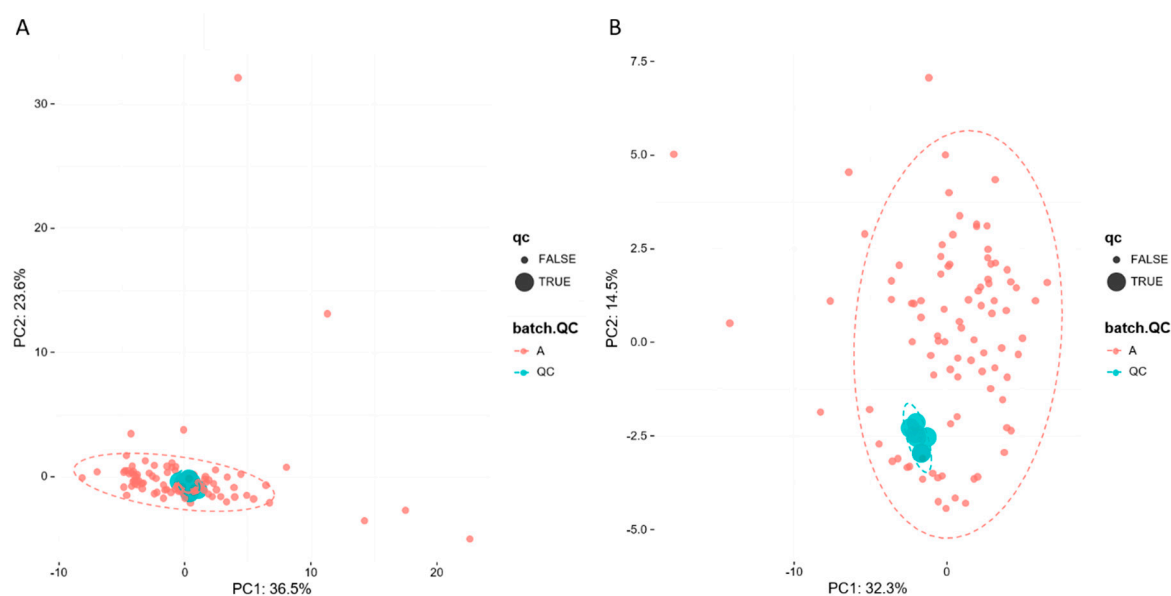 A
30
20
10
0
PC2: 23.6%
-10
0
10
20
PC1: 36.5%
qc
FALSE
TRUE
batch.QC
A
QC
B
7.5
5.0
2.5
0.0
-2.5
-5.0
PC2: 14.5%
-10
0
PC1: 32.3%
qc
FALSE
TRUE
batch.QC
A
QC